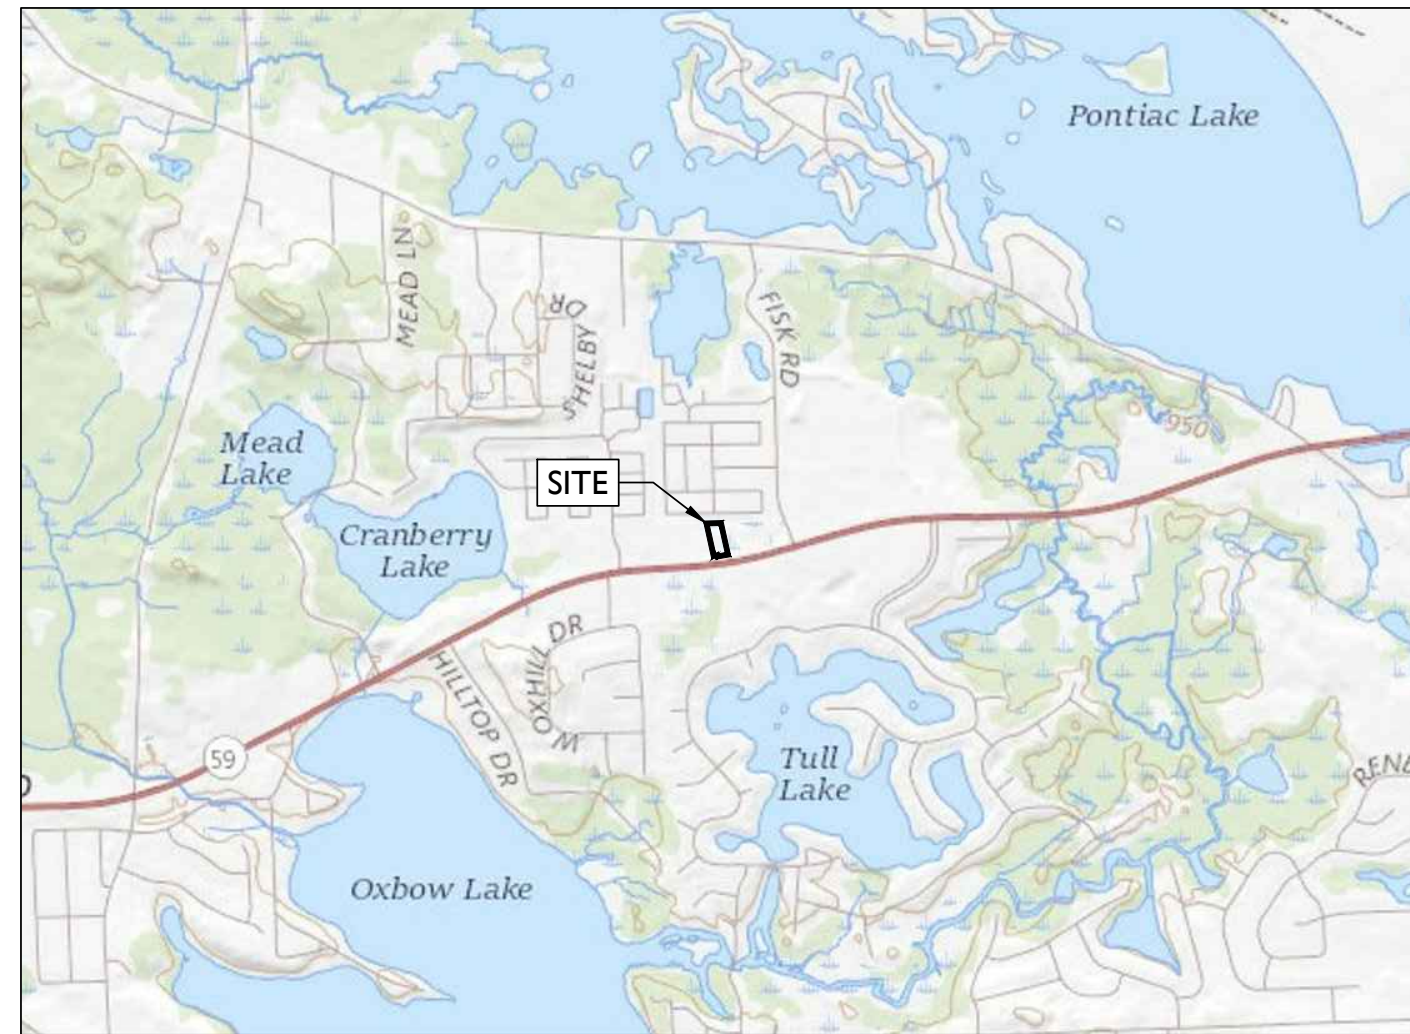 Pontiac Lake
MEAD LN
SHELBY DR
FISK RD
950
Mead
Lake
SITE
Cranberry
Lake
W OXHILL DR
HILLTOP DR
59
Tull
Lake
Oxbow Lake